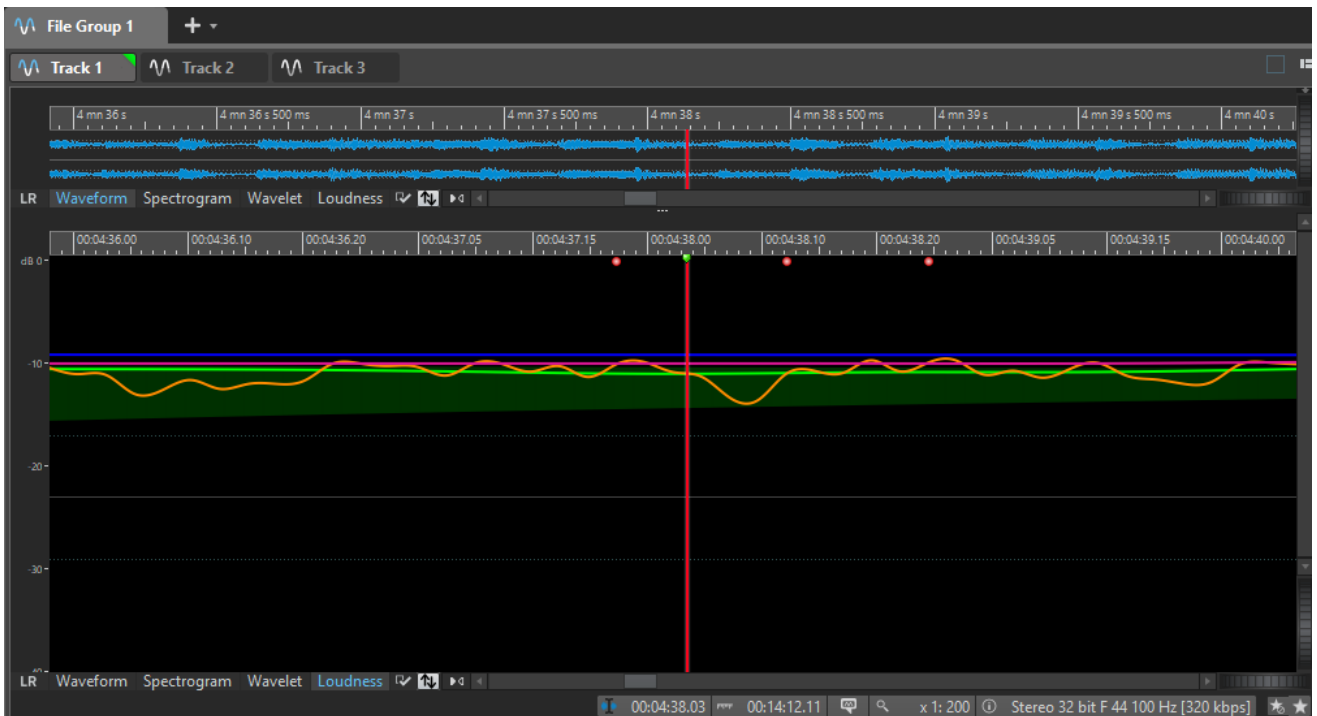 File Group 1
Track 1 Track 2 Track 3
4 mn 36 s 4 mn 36 s 500 ms 4 mn 37 s 4 mn 37 s 500 ms 4 mn 38 s 4 mn 38 s 500 ms 4 mn 39 s 4 mn 39 s 500 ms 4 mn 40 s
LR Waveform Spectrogram Wavelet Loudness
00:04:36.00 00:04:36.10 00:04:36.20 00:04:37.05 00:04:37.15 00:04:38.00 00:04:38.10 00:04:38.20 00:04:39.05 00:04:39.15 00:04:40.00
dB 0
-10
-20
-30
LR Waveform Spectrogram Wavelet Loudness
00:04:38.03 00:14:12.11 x 1: 200 Stereo 32 bit F 44 100 Hz [320 kbps]